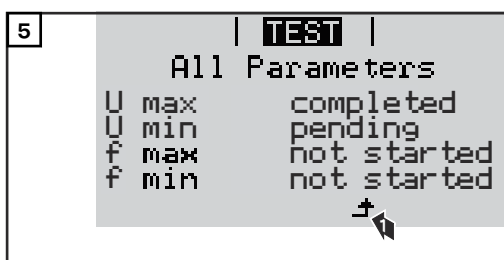 5
TEST
All Parameters
U max completed
U min pending
f max not started
f min not started
1